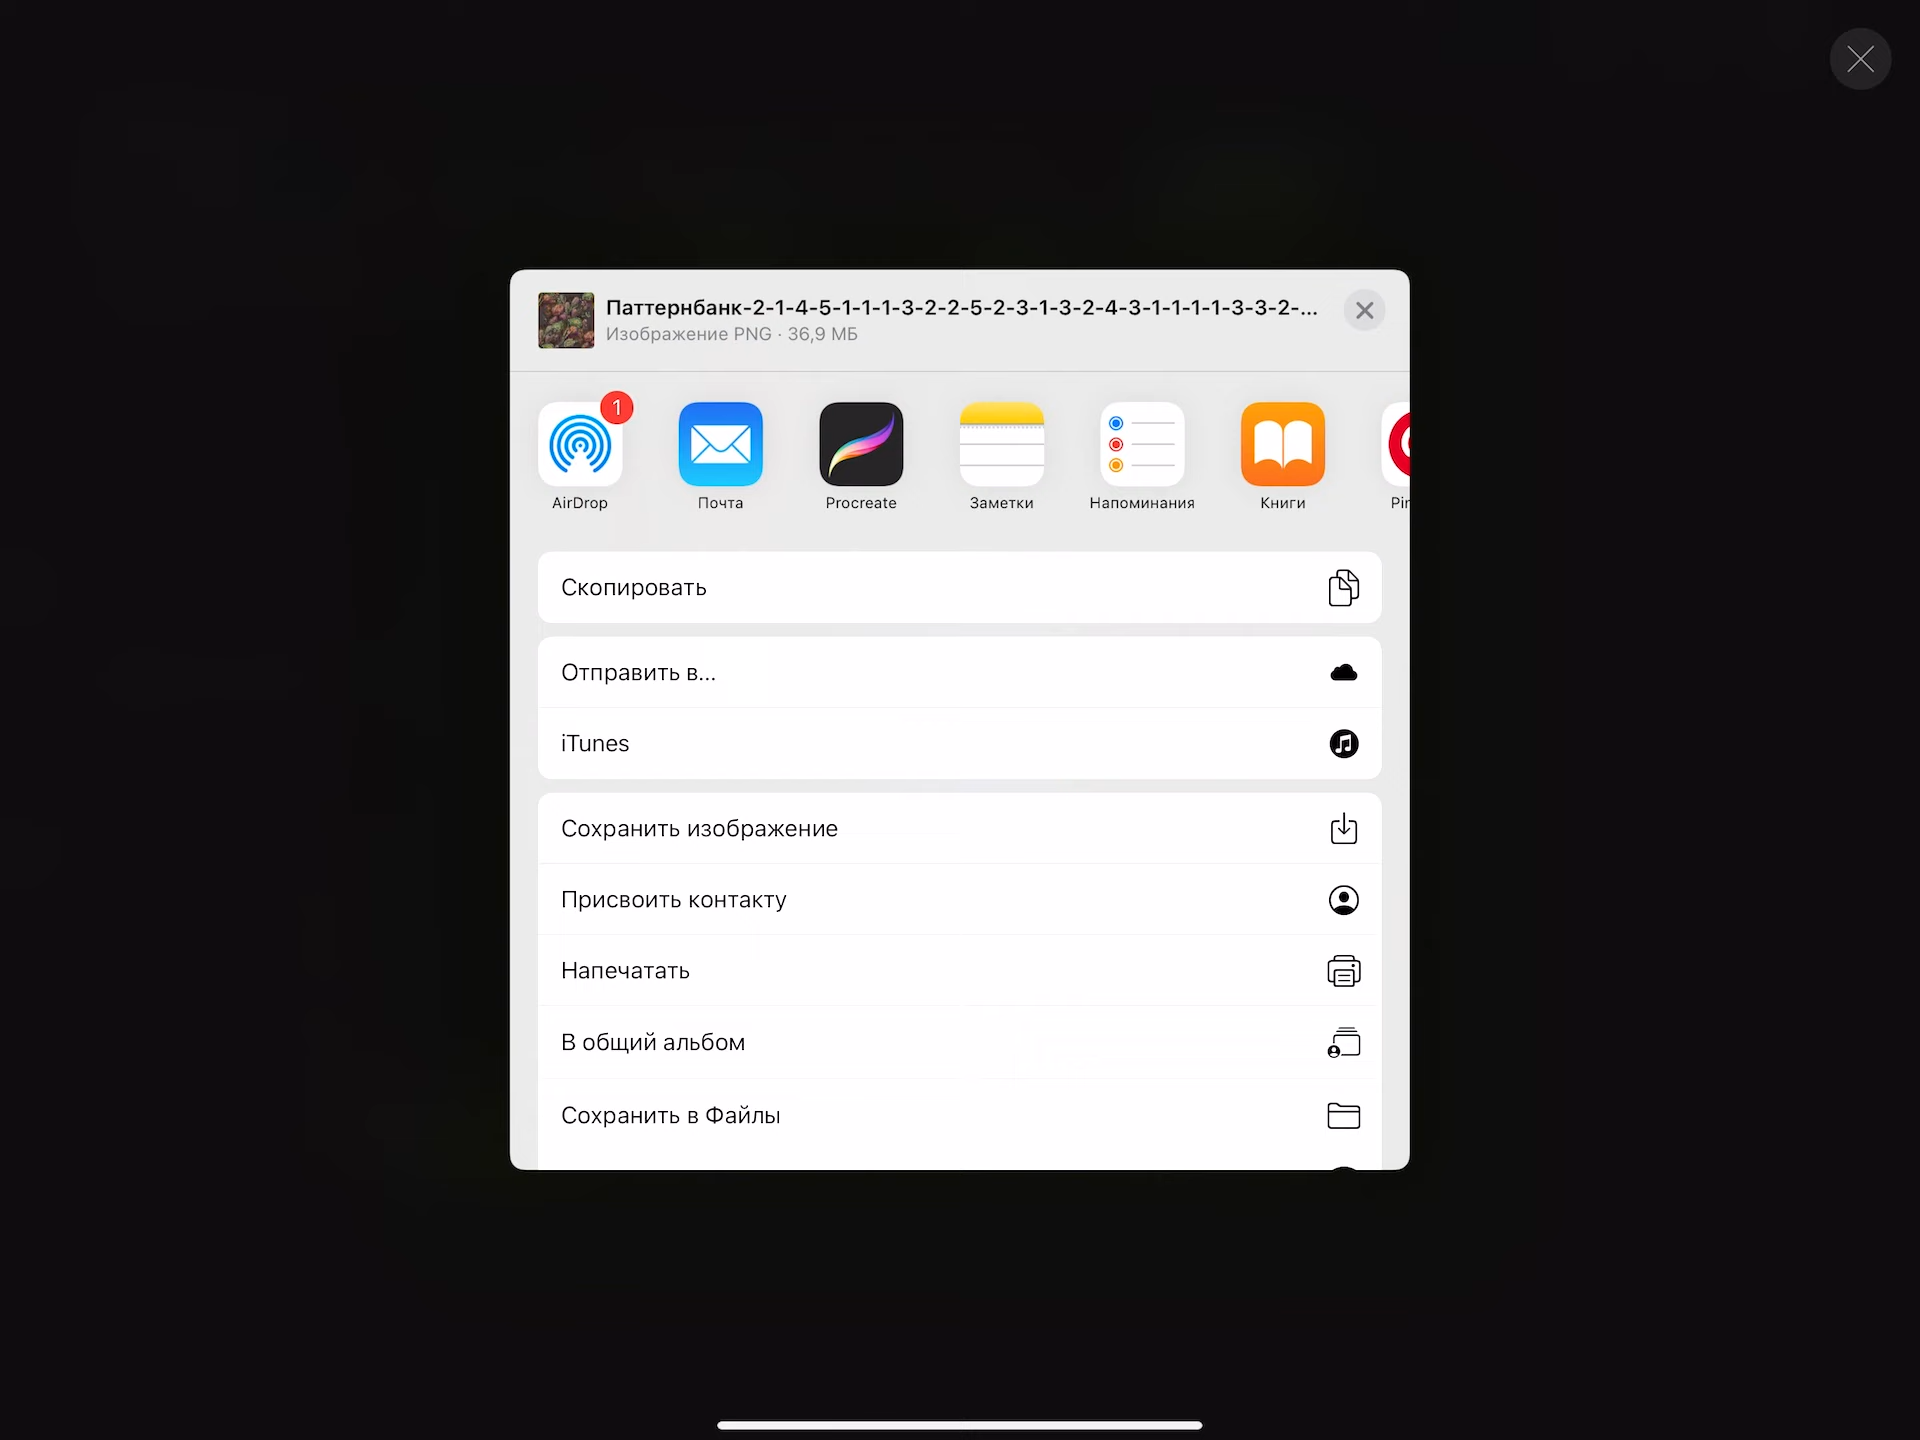 Паттернбанк-2-1-4-5-1-1-1-3-2-2-5-2-3-1-3-2-4-3-1-1-1-1-3-3-2-...
Изображение PNG · 36,9 МБ
1
AirDrop
Почта
Procreate
Заметки
Напоминания
Книги
Скопировать
Отправить в...
iTunes
Сохранить изображение
Присвоить контакту
Напечатать
В общий альбом
Сохранить в Файлы